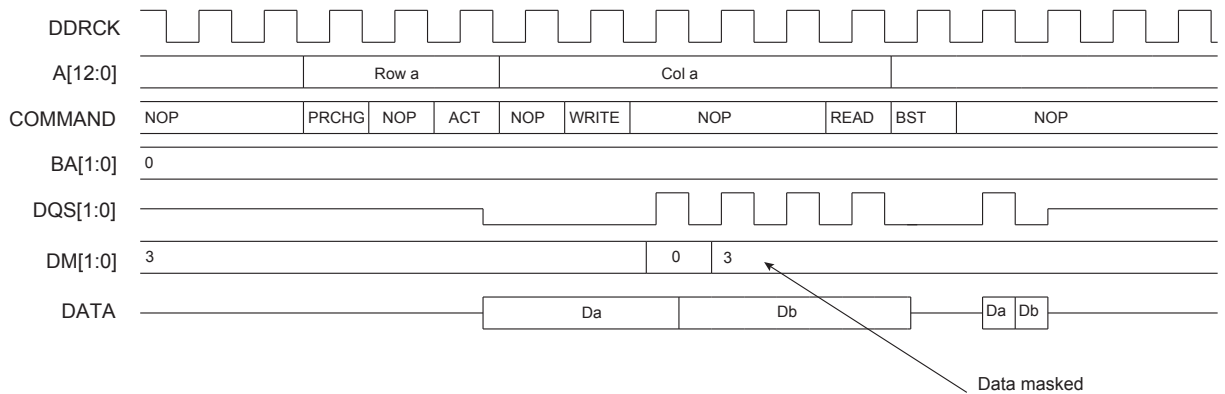 DDRCK
A[12:0] Row a Col a
COMMAND NOP PRCHG NOP ACT NOP WRITE NOP READ BST NOP
BA[1:0] 0
DQS[1:0]
DM[1:0] 3 0 3
DATA Da Db Da Db
Data masked